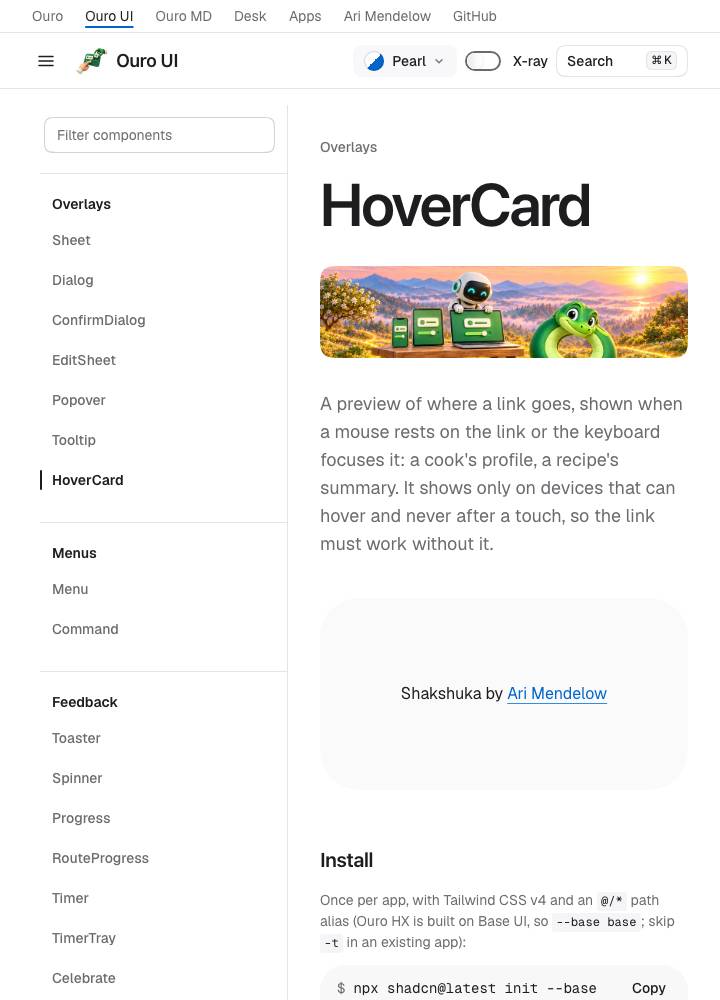 Ouro
Ouro UI
Ouro MD
Desk
Apps
Ari Mendelow
GitHub
Ouro UI
Pearl
X-ray
Search
⌘ K
Filter components
Overlays
Sheet
Dialog
ConfirmDialog
EditSheet
Popover
Tooltip
HoverCard
Menus
Menu
Command
Feedback
Toaster
Spinner
Progress
RouteProgress
Timer
TimerTray
Celebrate
Overlays
HoverCard
A preview of where a link goes, shown when
a mouse rests on the link or the keyboard
focuses it: a cook's profile, a recipe's
summary. It shows only on devices that can
hover and never after a touch, so the link
must work without it.
Shakshuka by Ari Mendelow
Install
Once per app, with Tailwind CSS v4 and an @/* path
alias (Ouro HX is built on Base UI, so --base base; skip
-t in an existing app):
$ npx shadcn@latest init --base
Copy